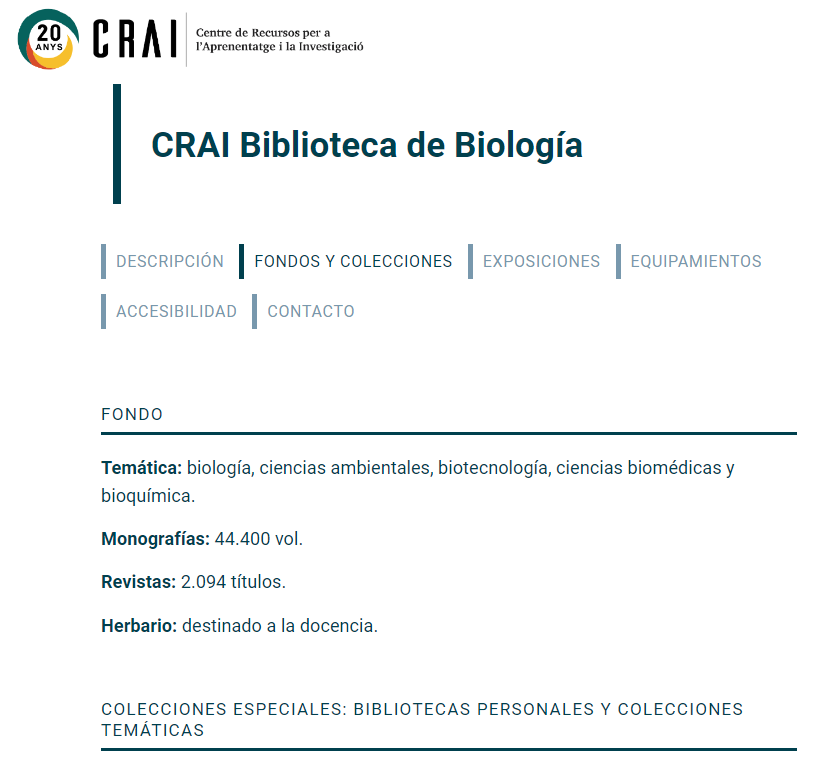 20
ANYS
CRAI
Centre de Recursos per a
l'Aprenentatge i la Investigació
CRAI Biblioteca de Biología
DESCRIPCIÓN FONDOS Y COLECCIONES EXPOSICIONES EQUIPAMIENTOS
ACCESIBILIDAD CONTACTO
FONDO
Temática: biología, ciencias ambientales, biotecnología, ciencias biomédicas y
bioquímica.
Monografías: 44.400 vol.
Revistas: 2.094 títulos.
Herbario: destinado a la docencia.
COLECCIONES ESPECIALES: BIBLIOTECAS PERSONALES Y COLECCIONES
TEMÁTICAS